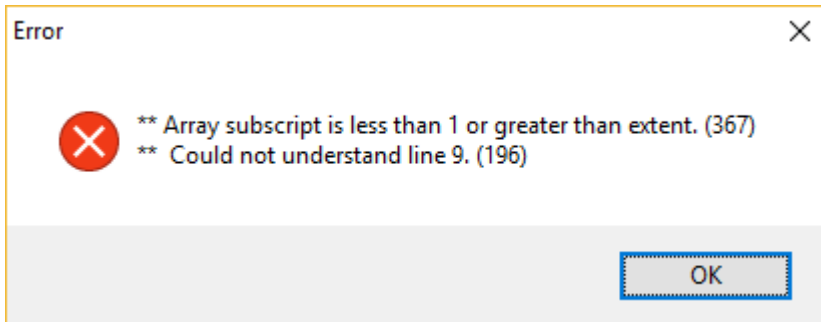 Error
** Array subscript is less than 1 or greater than extent. (367)
**  Could not understand line 9. (196)
OK